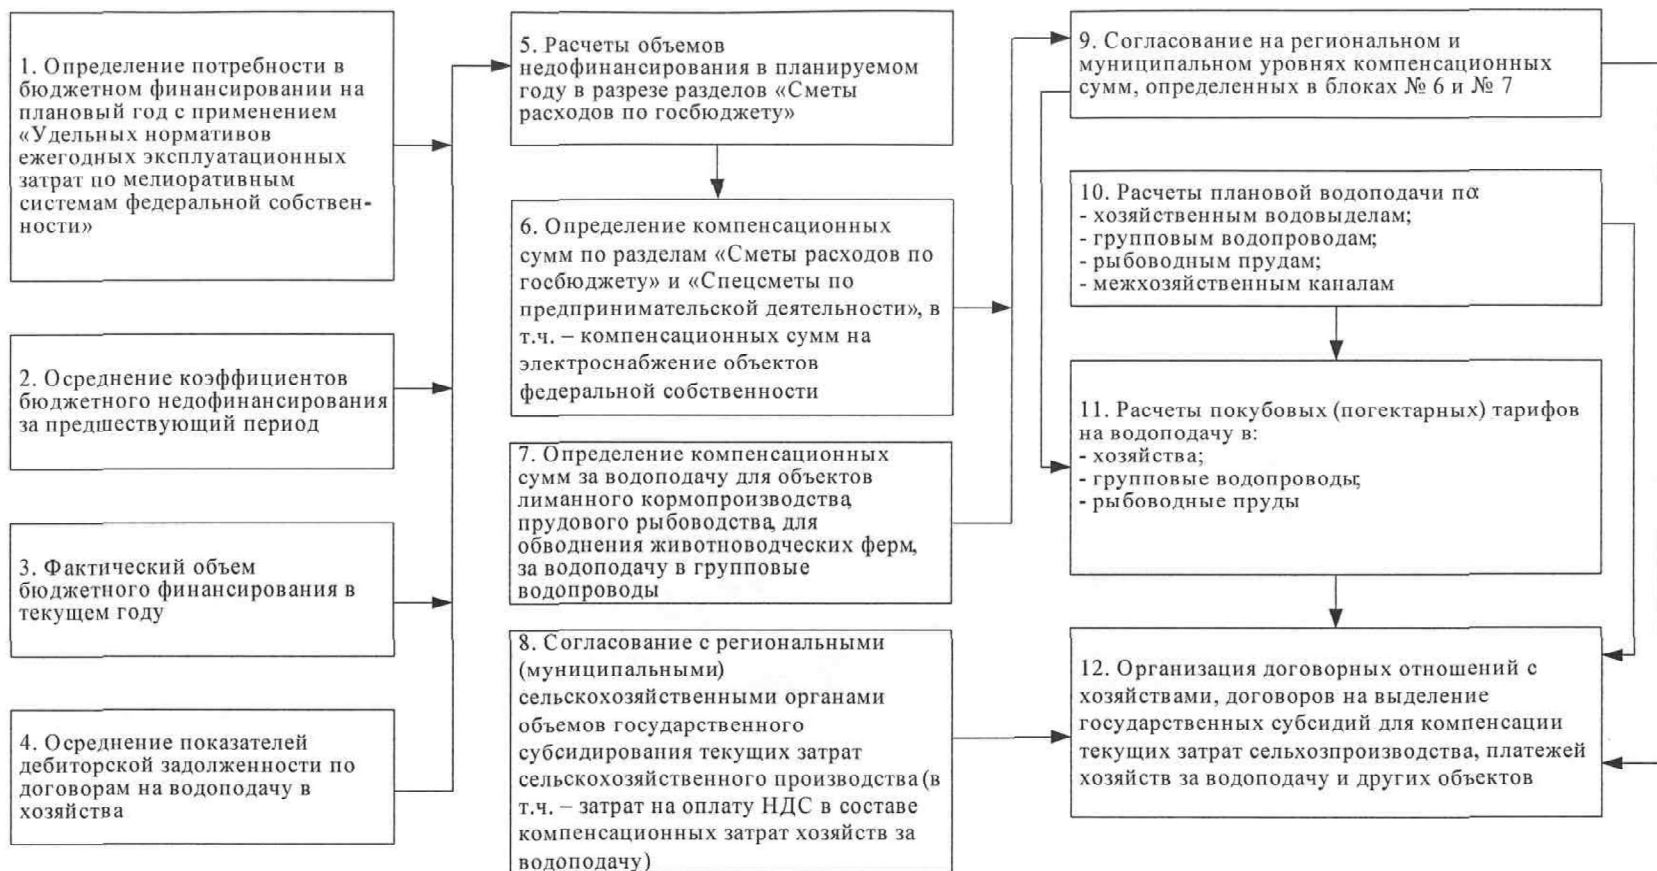 1. Определение потребности в
бюджетном финансировании на
плановый год с применением
«Удельных нормативов
ежегодных эксплуатационных
затрат по мелиоративным
системам федеральной собствен-
ности»
2. Осреднение коэффициентов
бюджетного недофинансирования
за предшествующий период
3. Фактический объем
бюджетного финансирования в
текущем году
4. Осреднение показателей
дебиторской задолженности по
договорам на водоподачу в
хозяйства
5. Расчеты объемов
недофинансирования в планируемом
году в разрезе разделов «Сметы
расходов по госбюджету»
6. Определение компенсационных
сумм по разделам «Сметы расходов по
госбюджету» и «Спецсметы по
предпринимательской деятельности», в
т.ч. – компенсационных сумм на
электроснабжение объектов
федеральной собственности
7. Определение компенсационных
сумм за водоподачу для объектов
лиманного кормопроизводства,
прудового рыбоводства, для
обводнения животноводческих ферм,
за водоподачу в групповые
водопроводы
8. Согласование с региональными
(муниципальными)
сельскохозяйственными органами
объемов государственного
субсидирования текущих затрат
сельскохозяйственного производства (в
т.ч. – затрат на оплату НДС в составе
компенсационных затрат хозяйств за
водоподачу)
9. Согласование на региональном и
муниципальном уровнях компенсационных
сумм, определенных в блоках № 6 и № 7
10. Расчеты плановой водоподачи по:
- хозяйственным водовыделам;
- групповым водопроводам;
- рыбоводным прудам;
- межхозяйственным каналам
11. Расчеты покубовых (погектарных) тарифов
на водоподачу в:
- хозяйства;
- групповые водопроводы;
- рыбоводные пруды
12. Организация договорных отношений с
хозяйствами, договоров на выделение
государственных субсидий для компенсации
текущих затрат сельхозпроизводства, платежей
хозяйств за водоподачу и других объектов